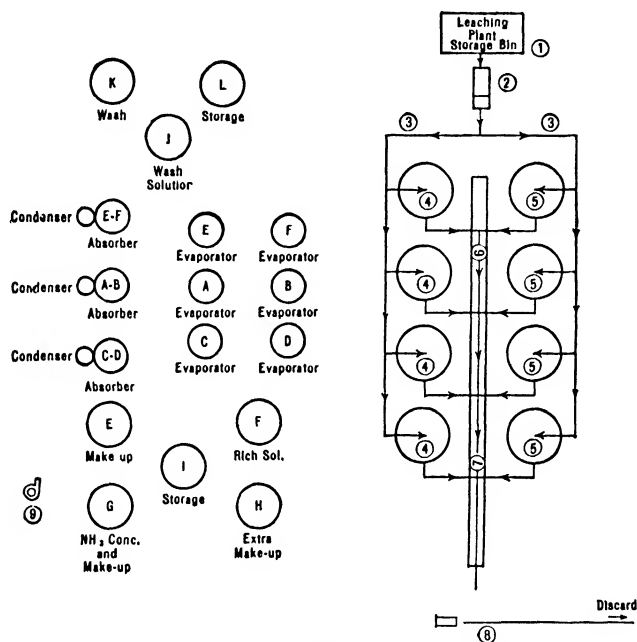 Leaching
Plant
Storage Bin
1
2
3
3
4
5
6
4
5
4
5
4
5
7
Discard
8
K
Wash
L
Storage
J
Wash
Solutior
Condenser
E-F
Absorber
E
Evaporator
F
Evaporator
Condenser
A-B
Absorber
A
Evaporator
B
Evaporator
Condenser
C-D
Absorber
C
Evaporator
D
Evaporator
E
Make up
F
Rich Sol.
I
Storage
9
G
NH3 Conc.
and
Make-up
H
Extra
Make-up